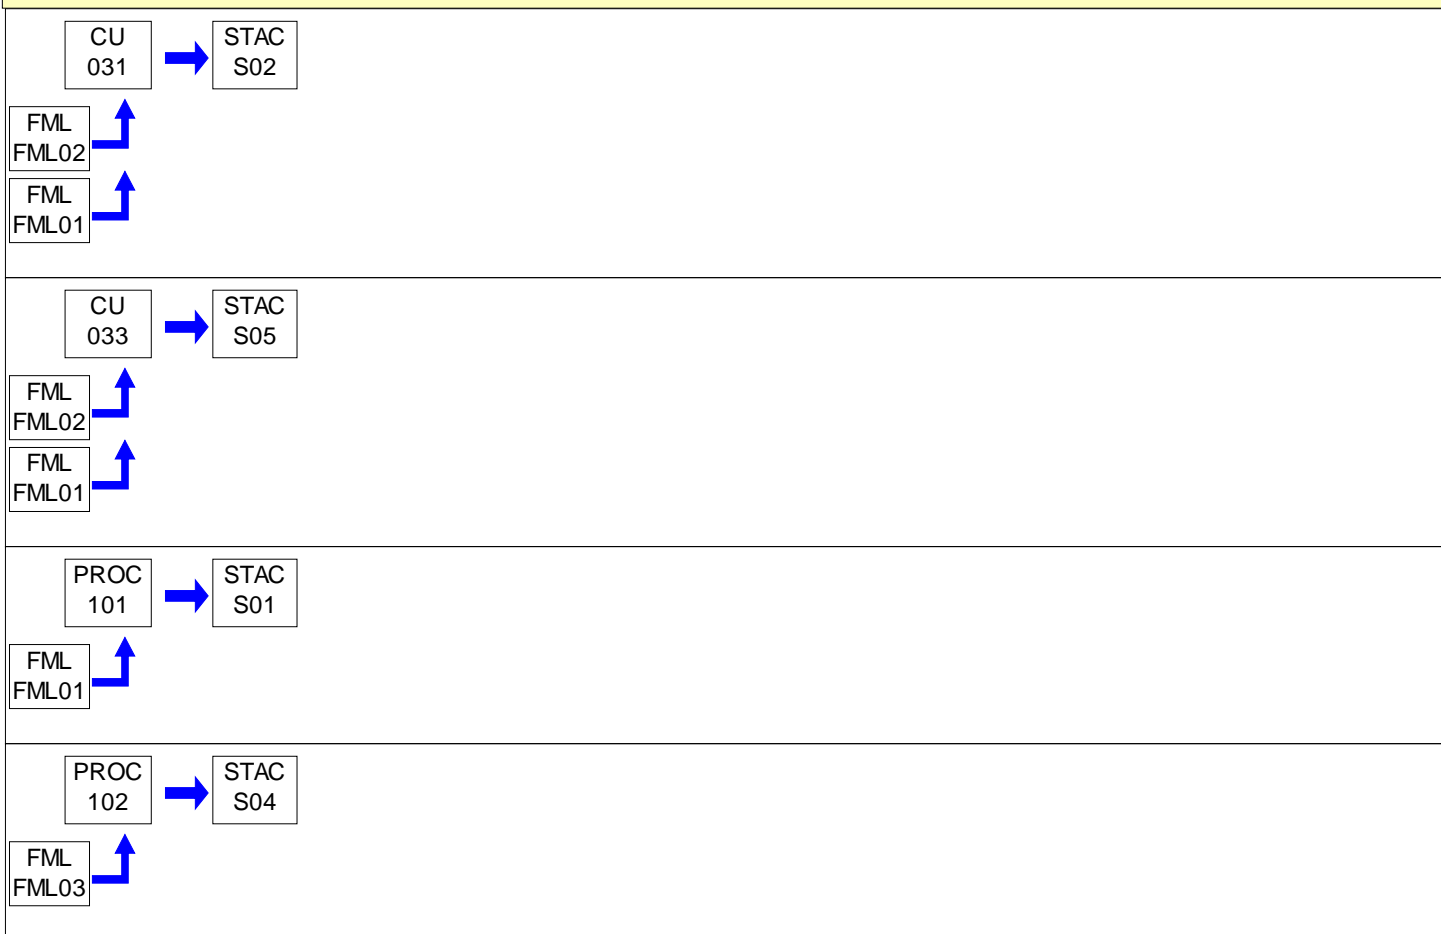 CU
031
STAC
S02
FML
FML02
FML
FML01
CU
033
STAC
S05
FML
FML02
FML
FML01
PROC
101
STAC
S01
FML
FML01
PROC
102
STAC
S04
FML
FML03